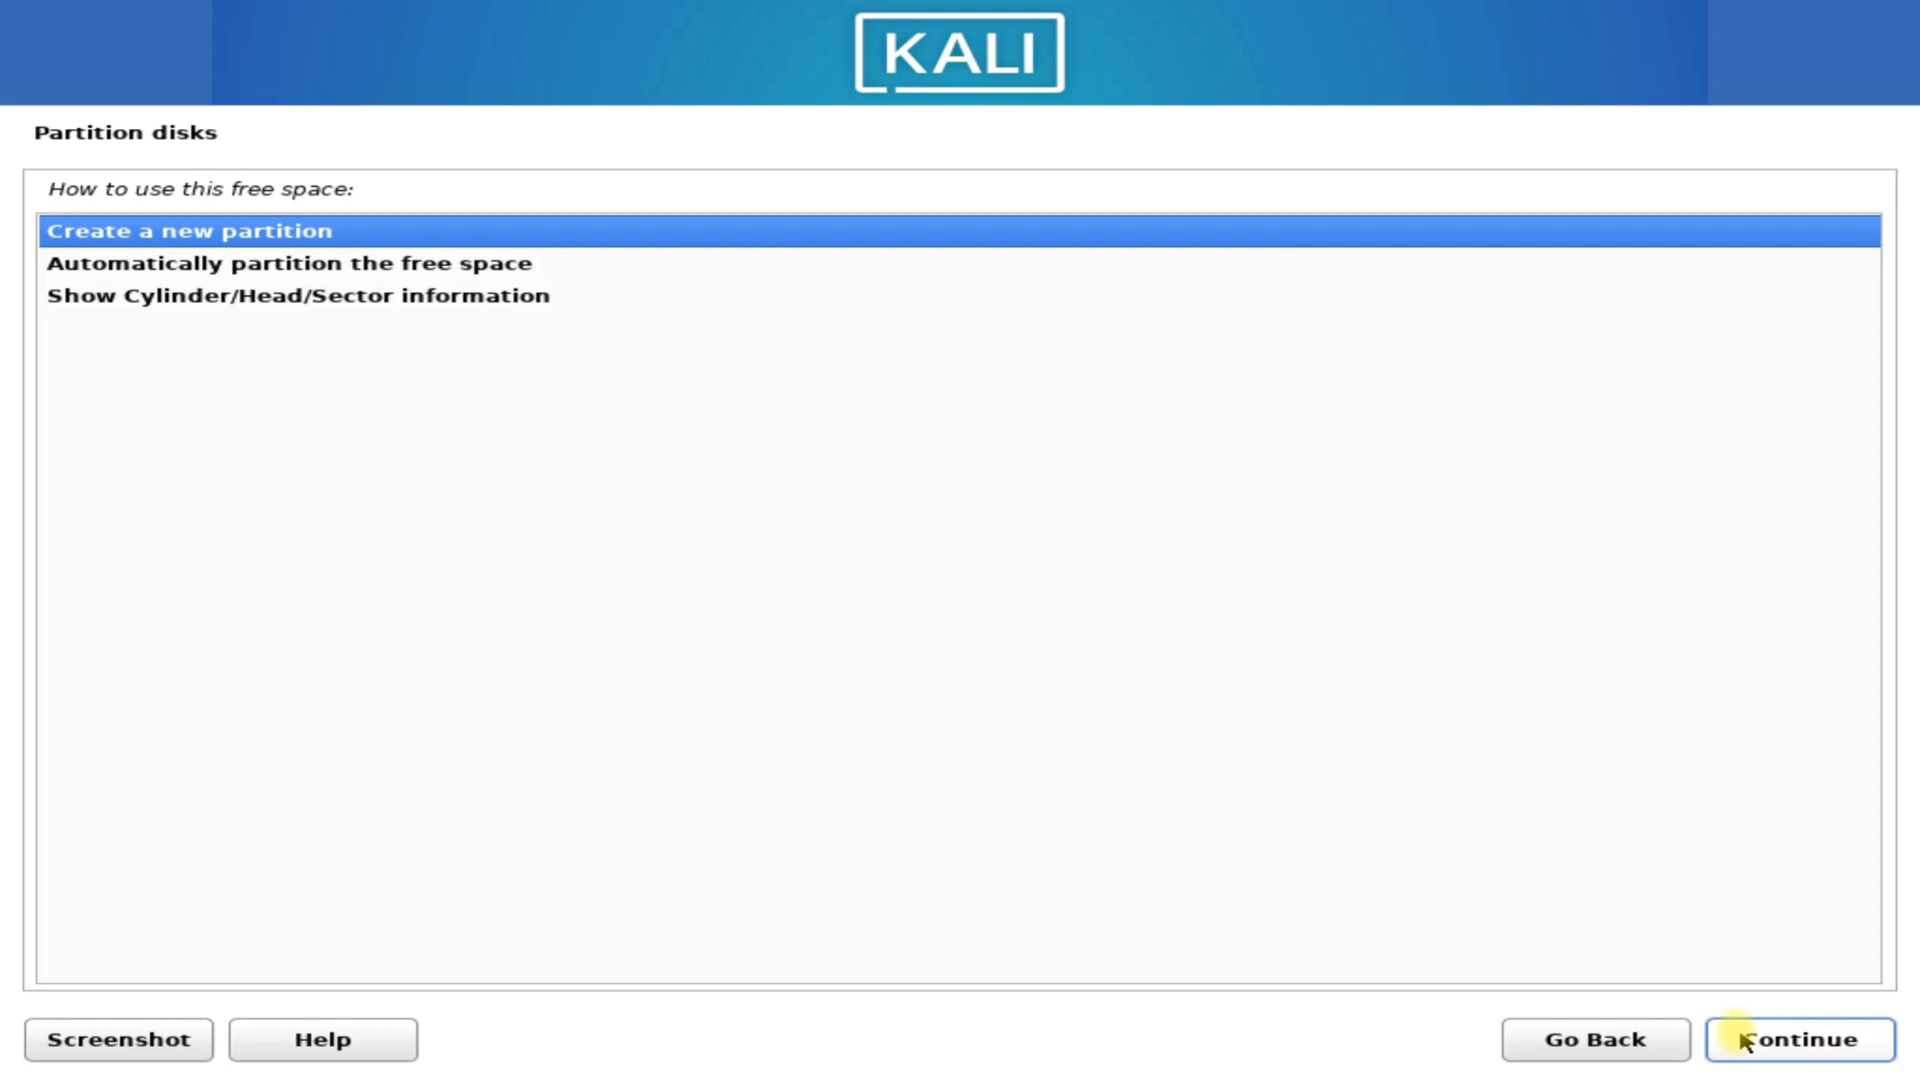 KALI
Partition disks
How to use this free space:
Create a new partition
Automatically partition the free space
Show Cylinder/Head/Sector information
Screenshot
Help
Go Back
Continue